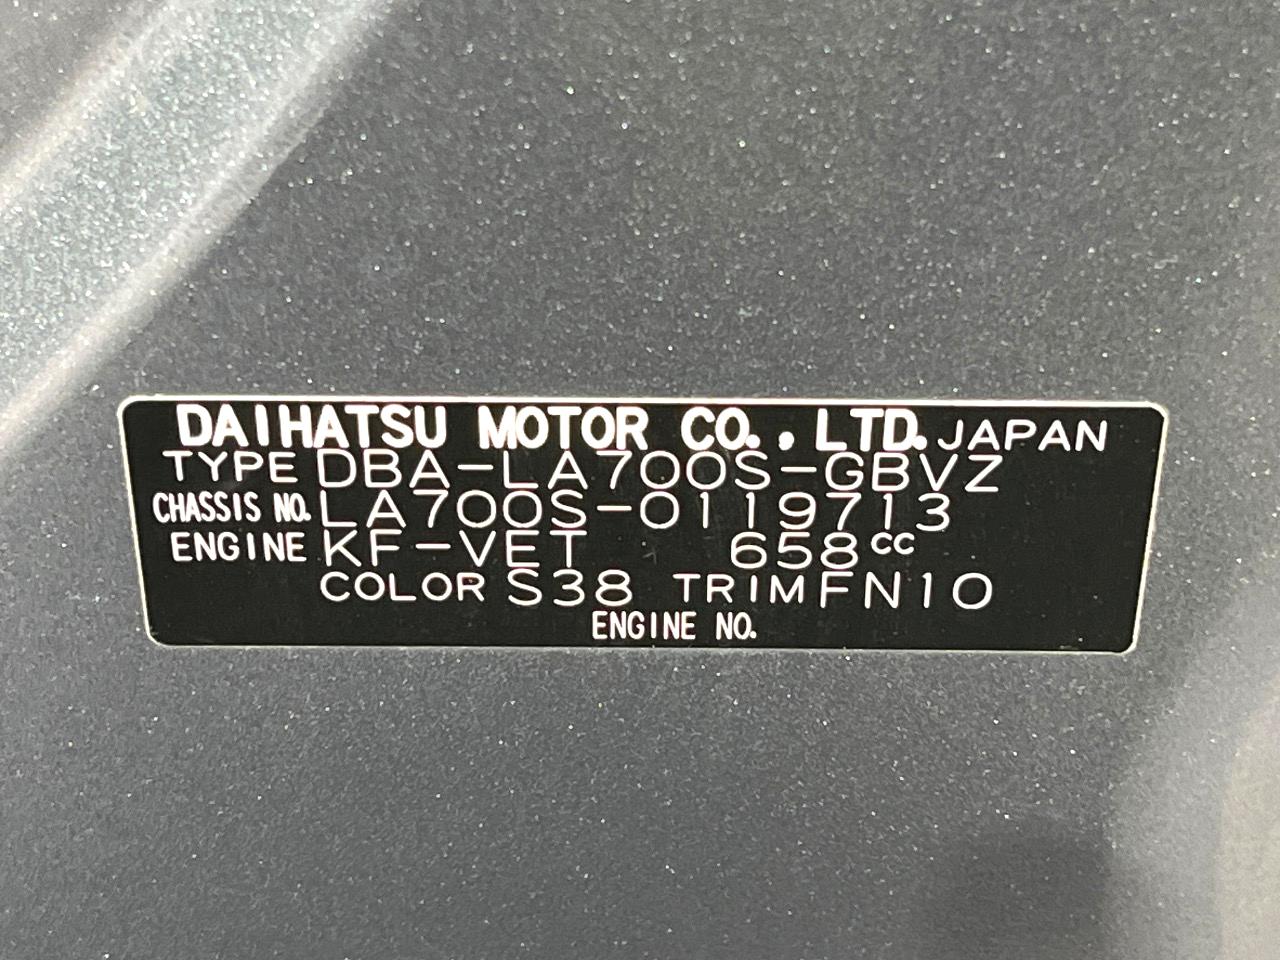 DAIHATSU MOTOR CO., LTD. JAPAN
TYPE DBA-LA700S-GBVZ
CHASSIS NO. LA700S-0119713
ENGINE KF-VET 658cc
COLOR S38 TRIM FN10
ENGINE NO.